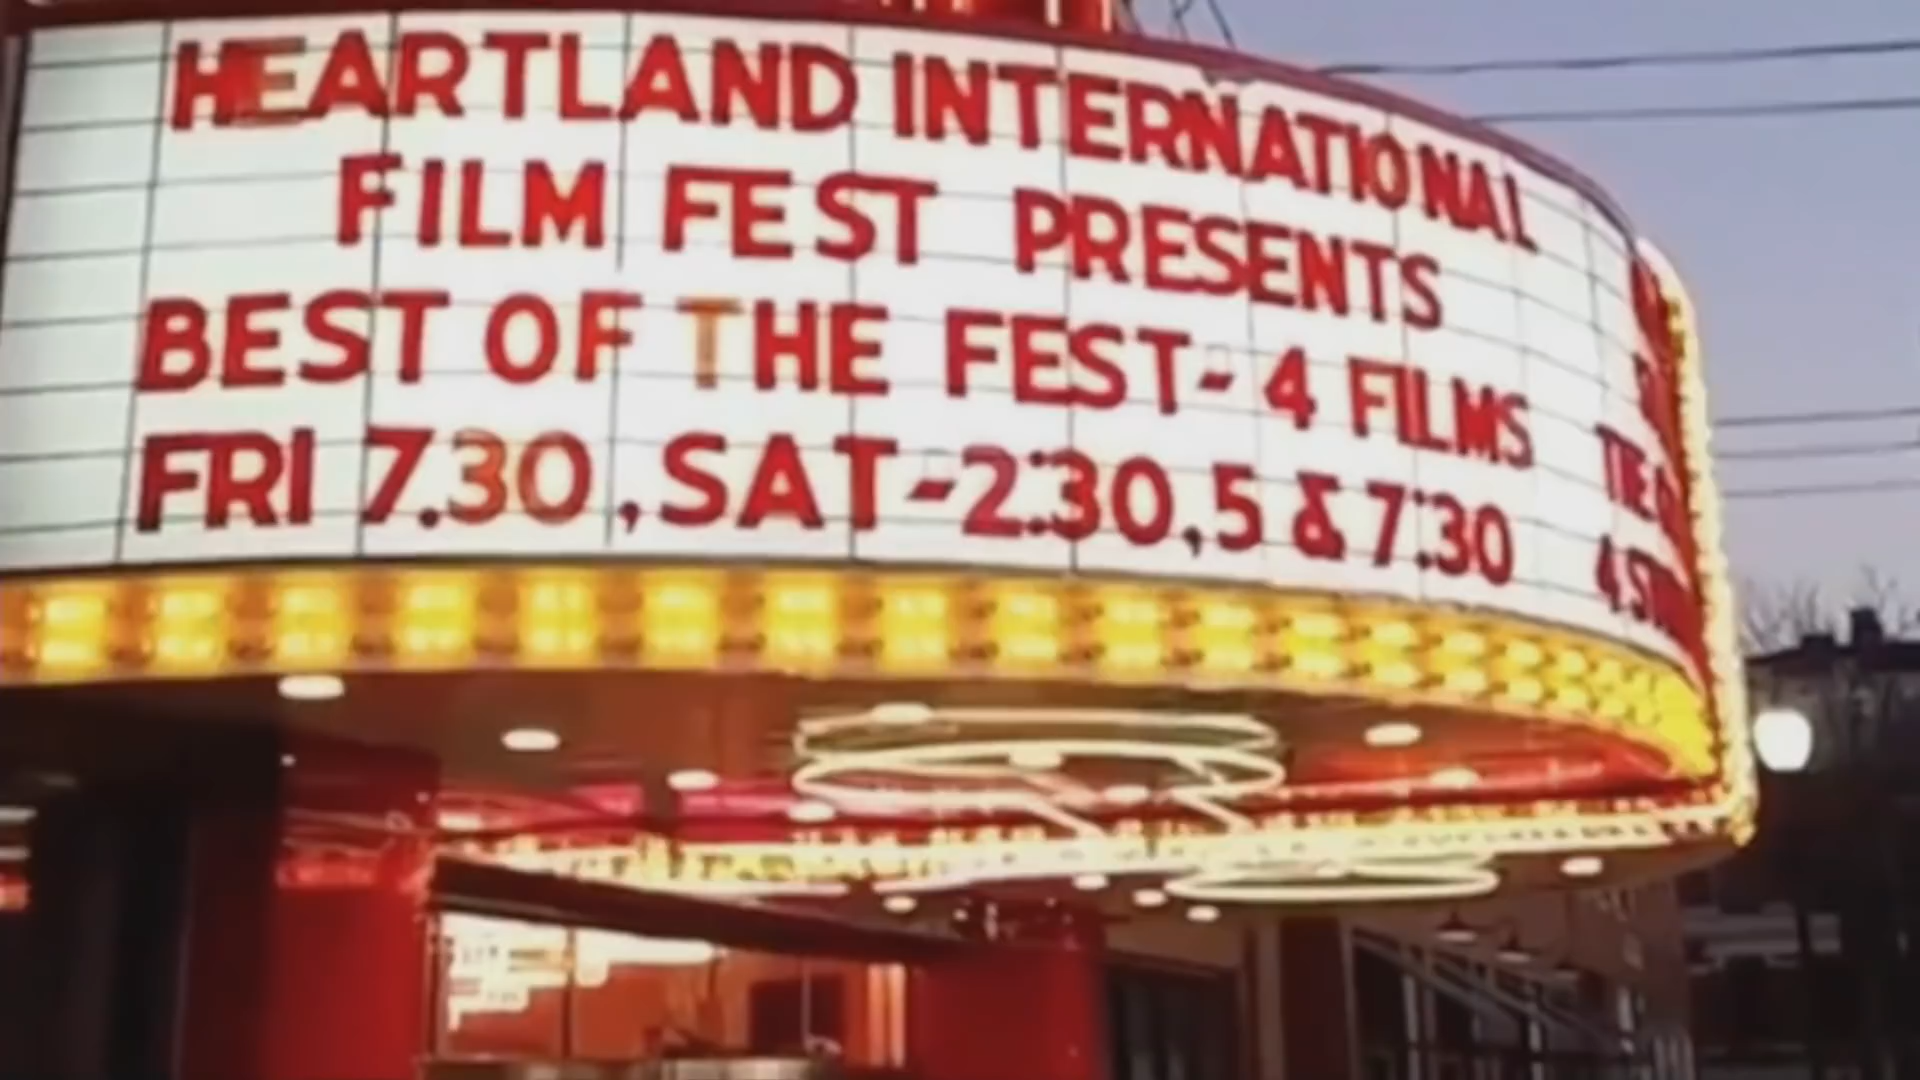 HEARTLAND INTERNATIONAL
FILM FEST PRESENTS
BEST OF THE FEST-4 FILMS
FRI 7.30,SAT-2:30,5 & 7:30